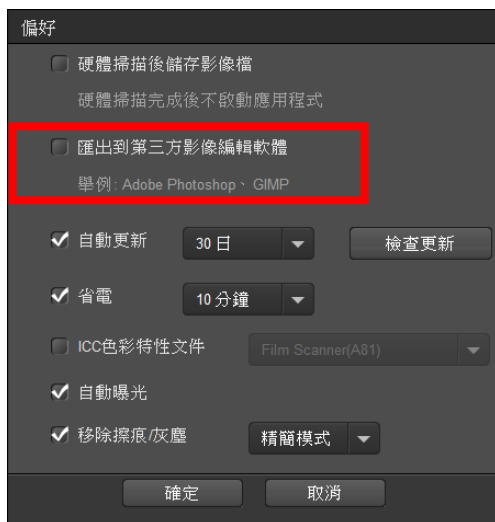 偏好
硬體掃描後儲存影像檔
硬體掃描完成後不啟動應用程式
匯出到第三方影像編輯軟體
舉例: Adobe Photoshop、GIMP
自動更新 30 日 檢查更新
省電 10 分鐘
ICC色彩特性文件 Film Scanner(A81)
自動曝光
移除擦痕/灰塵 精簡模式
確定 取消